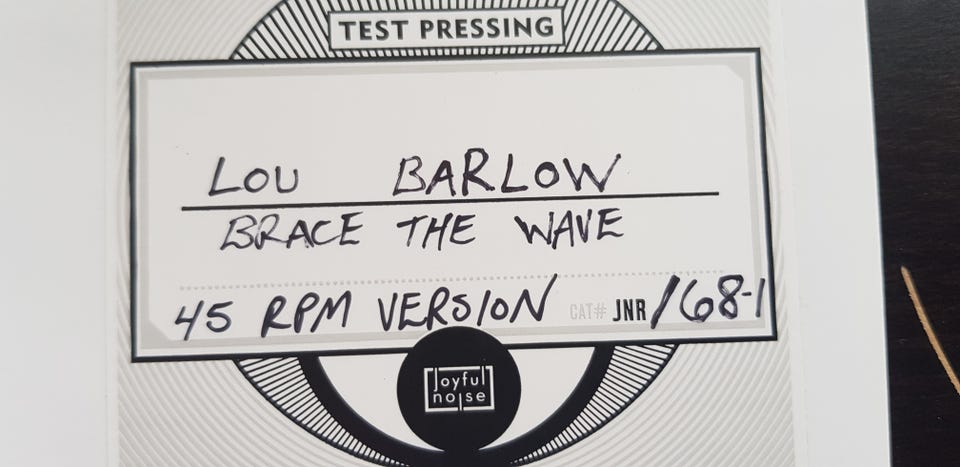 TEST PRESSING
LOU BARLOW
BRACE THE WAVE
45 RPM VERSION CAT# JNR 168-1
Joyful
noise